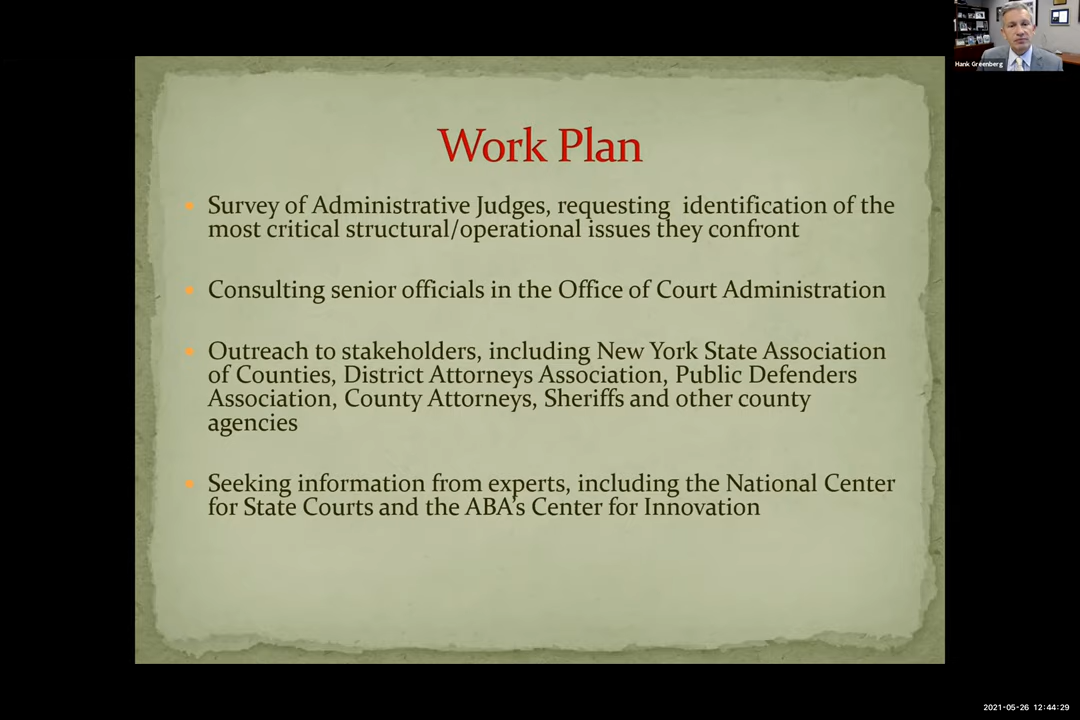 Hank Greenberg
Work Plan
Survey of Administrative Judges, requesting identification of the
most critical structural/operational issues they confront
Consulting senior officials in the Office of Court Administration
Outreach to stakeholders, including New York State Association
of Counties, District Attorneys Association, Public Defenders
Association, County Attorneys, Sheriffs and other county
agencies
Seeking information from experts, including the National Center
for State Courts and the ABA's Center for Innovation
2021-05-26 12:44:29